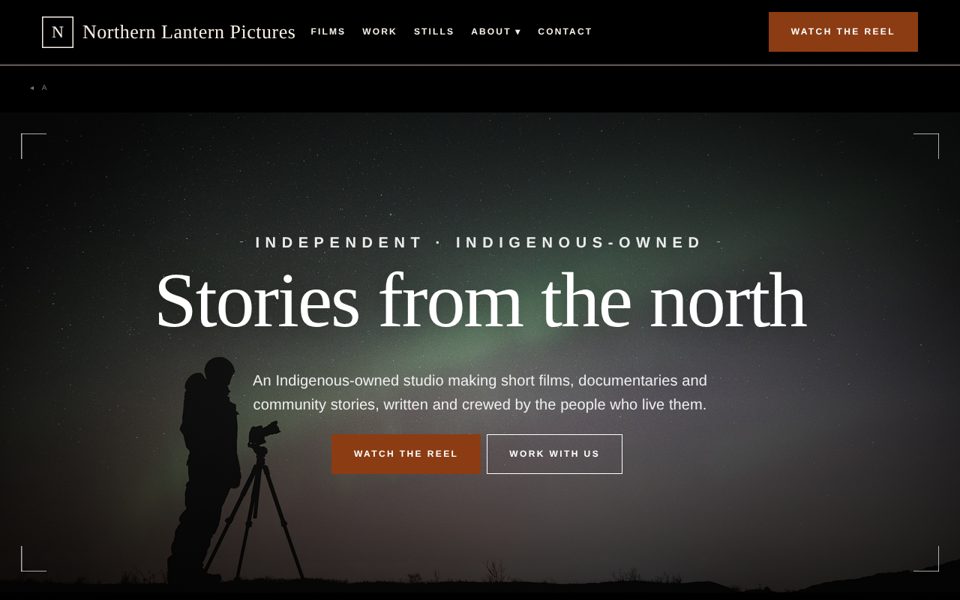 N Northern Lantern Pictures FILMS WORK STILLS ABOUT ▾ CONTACT WATCH THE REEL
◂ A
- INDEPENDENT · INDIGENOUS-OWNED -
Stories from the north
An Indigenous-owned studio making short films, documentaries and
community stories, written and crewed by the people who live them.
WATCH THE REEL WORK WITH US